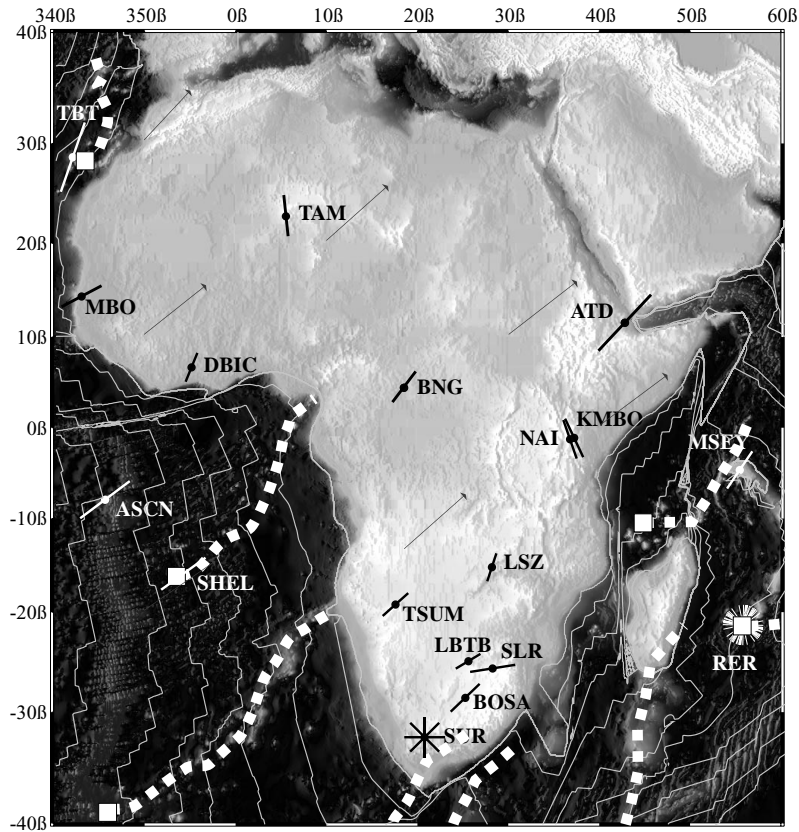 340ß 350ß 0ß 10ß 20ß 30ß 40ß 50ß 60ß
40ß
TBT
30ß
TAM
20ß
MBO
ATD
10ß
DBIC
BNG
KMBO
0ß
NAI
MSEY
ASCN
-10ß
LSZ
SHEL
TSUM
-20ß
LBTB
SLR
RER
BOSA
-30ß
SUR
-40ß